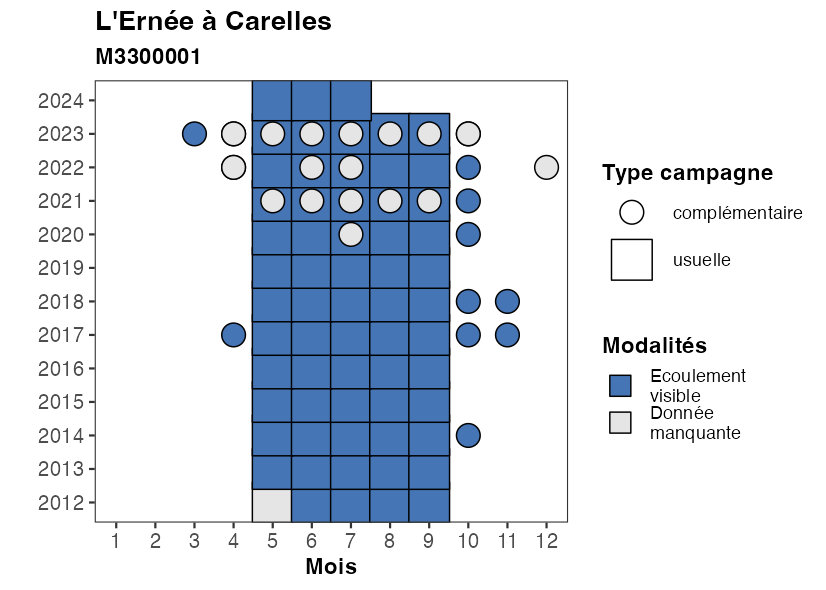 L'Ernée à Carelles
M3300001
2024
2023
2022
2021
2020
2019
2018
2017
2016
2015
2014
2013
2012
1 2 3 4 5 6 7 8 9 10 11 12
Mois
Type campagne
complémentaire
usuelle
Modalités
Ecoulement
visible
Donnée
manquante